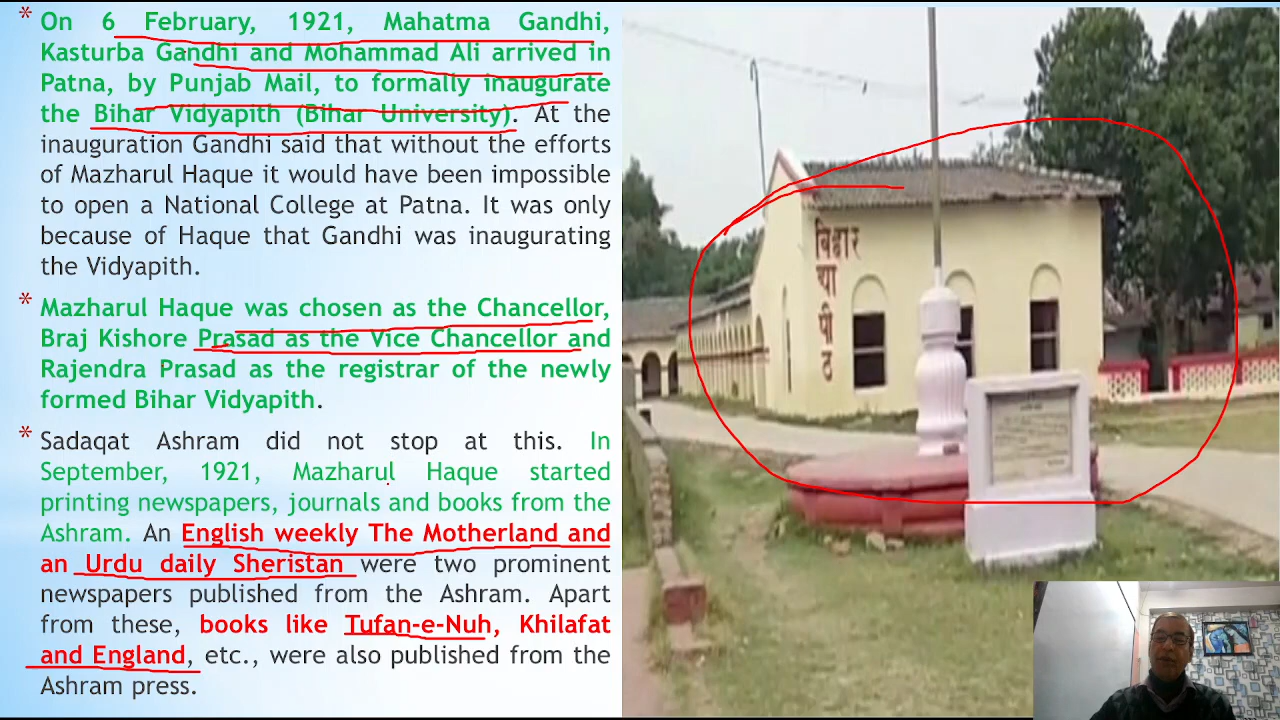 * On 6 February, 1921, Mahatma Gandhi,
Kasturba Gandhi and Mohammad Ali arrived in
Patna, by Punjab Mail, to formally inaugurate
the Bihar Vidyapith (Bihar University). At the
inauguration Gandhi said that without the efforts
of Mazharul Haque it would have been impossible
to open a National College at Patna. It was only
because of Haque that Gandhi was inaugurating
the Vidyapith.
* Mazharul Haque was chosen as the Chancellor,
Braj Kishore Prasad as the Vice Chancellor and
Rajendra Prasad as the registrar of the newly
formed Bihar Vidyapith.
* Sadaqat Ashram did not stop at this. In
September, 1921, Mazharul Haque started
printing newspapers, journals and books from the
Ashram. An English weekly The Motherland and
an Urdu daily Sheristan were two prominent
newspapers published from the Ashram. Apart
from these, books like Tufan-e-Nuh, Khilafat
and England, etc., were also published from the
Ashram press.
बिहार
द्या
पी
ठ